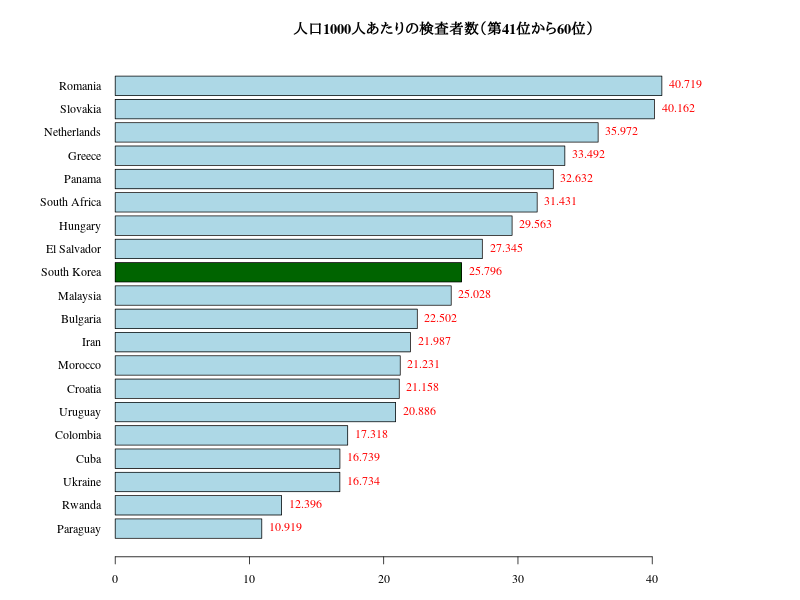 人口1000人あたりの検査者数（第41位から60位）
Romania 40.719
Slovakia 40.162
Netherlands 35.972
Greece 33.492
Panama 32.632
South Africa 31.431
Hungary 29.563
El Salvador 27.345
South Korea 25.796
Malaysia 25.028
Bulgaria 22.502
Iran 21.987
Morocco 21.231
Croatia 21.158
Uruguay 20.886
Colombia 17.318
Cuba 16.739
Ukraine 16.734
Rwanda 12.396
Paraguay 10.919
0 10 20 30 40